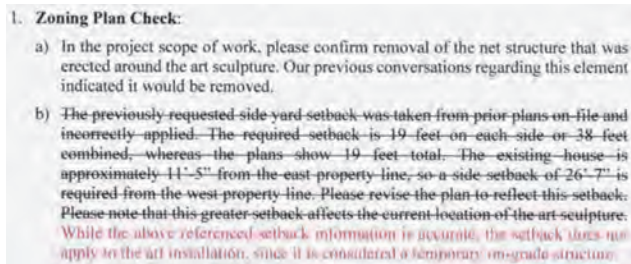 1. Zoning Plan Check:
a) In the project scope of work, please confirm removal of the net structure that was
erected around the art sculpture. Our previous conversations regarding this element
indicated it would be removed.
b) The previously requested side yard setback was taken from prior plans on file and
incorrectly applied. The required setback is 19 feet on each side or 38 feet
combined, whereas the plans show 19 feet total. The existing house is
approximately 11'-5" from the east property line, so a side setback of 26'-7" is
required from the west property line. Please revise the plan to reflect this setback.
Please note that this greater setback affects the current location of the art sculpture.
While the above referenced setback information is accurate, the setback does not
apply to the art installation, since it is considered a temporary on-grade structure.